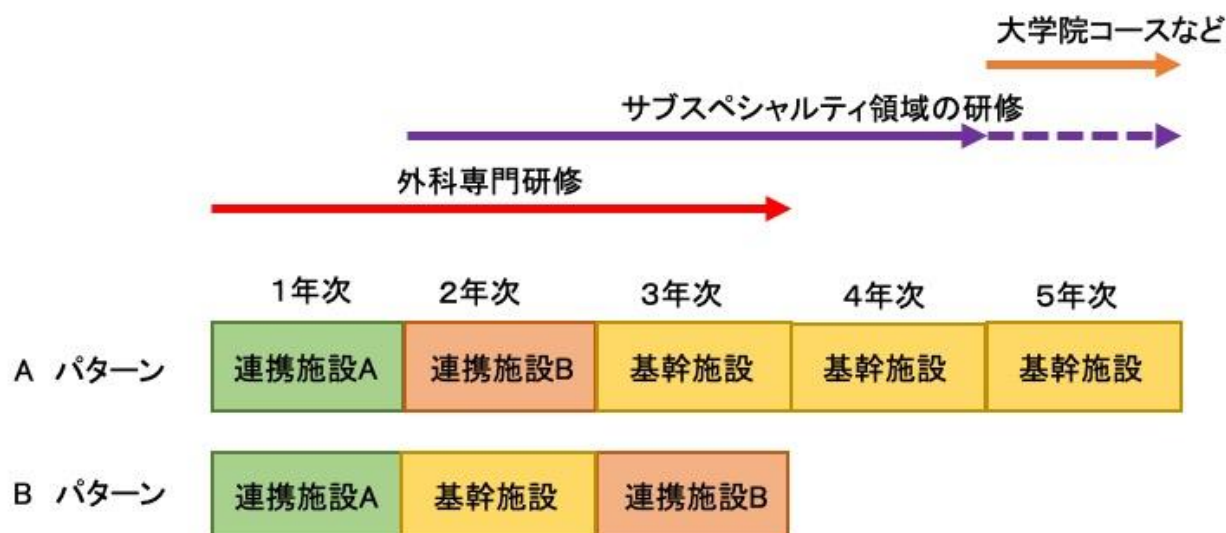 大学院コースなど
サブスペシャルティ領域の研修
外科専門研修
1年次 2年次 3年次 4年次 5年次
A パターン 連携施設A 連携施設B 基幹施設 基幹施設 基幹施設
B パターン 連携施設A 基幹施設 連携施設B